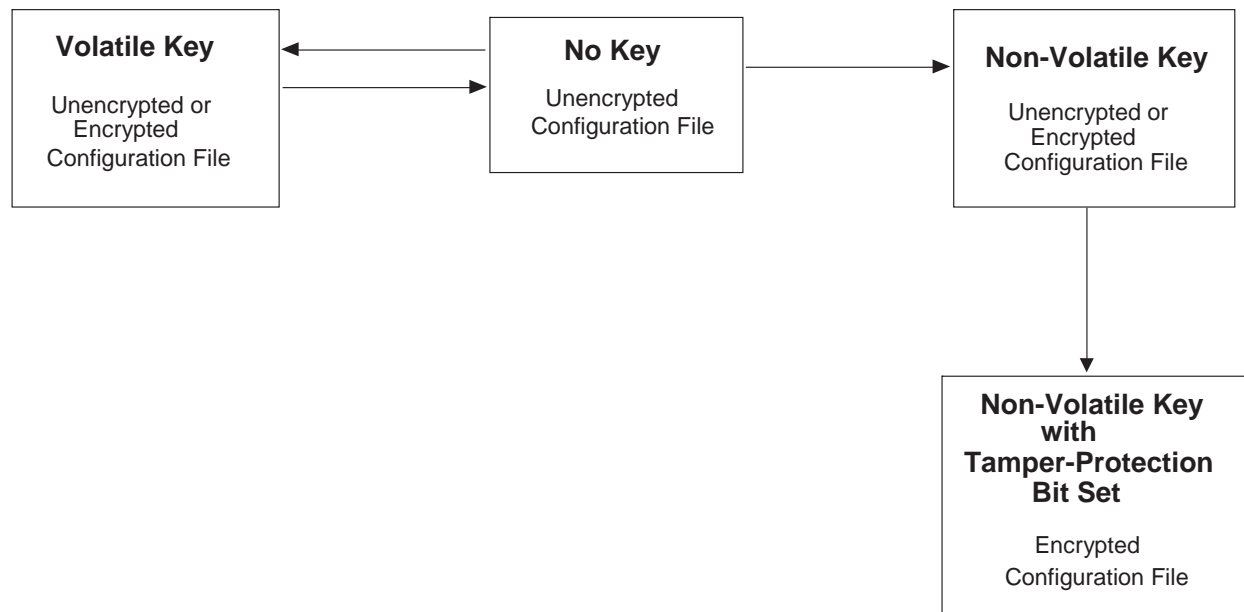 Volatile Key
Unencrypted or
Encrypted
Configuration File
No Key
Unencrypted
Configuration File
Non-Volatile Key
Unencrypted or
Encrypted
Configuration File
Non-Volatile Key
with
Tamper-Protection
Bit Set
Encrypted
Configuration File